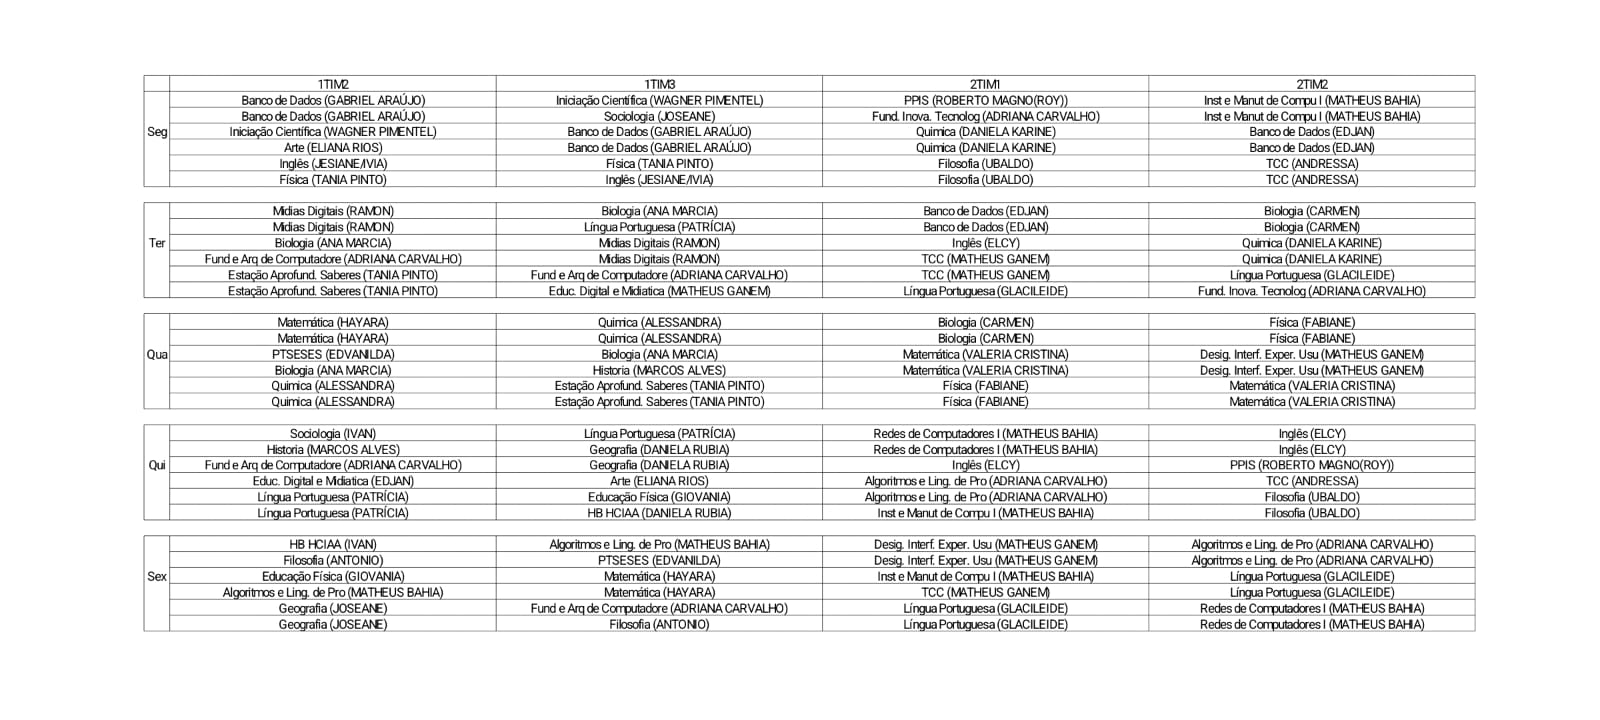 1TIM2 1TIM3 2TIM1 2TIM2
Seg
Banco de Dados (GABRIEL ARAÚJO) Iniciação Científica (WAGNER PIMENTEL) PPIS (ROBERTO MAGNO(ROY)) Inst e Manut de Compu I (MATHEUS BAHIA)
Banco de Dados (GABRIEL ARAÚJO) Sociologia (JOSEANE) Fund. Inova. Tecnolog (ADRIANA CARVALHO) Inst e Manut de Compu I (MATHEUS BAHIA)
Iniciação Científica (WAGNER PIMENTEL) Banco de Dados (GABRIEL ARAÚJO) Quimica (DANIELA KARINE) Banco de Dados (EDJAN)
Arte (ELIANA RIOS) Banco de Dados (GABRIEL ARAÚJO) Quimica (DANIELA KARINE) Banco de Dados (EDJAN)
Inglês (JESIANE/IVIA) Física (TANIA PINTO) Filosofia (UBALDO) TCC (ANDRESSA)
Física (TANIA PINTO) Inglês (JESIANE/IVIA) Filosofia (UBALDO) TCC (ANDRESSA)
Ter
Midias Digitais (RAMON) Biologia (ANA MARCIA) Banco de Dados (EDJAN) Biologia (CARMEN)
Midias Digitais (RAMON) Língua Portuguesa (PATRÍCIA) Banco de Dados (EDJAN) Biologia (CARMEN)
Biologia (ANA MARCIA) Midias Digitais (RAMON) Inglês (ELCY) Quimica (DANIELA KARINE)
Fund e Arq de Computadore (ADRIANA CARVALHO) Midias Digitais (RAMON) TCC (MATHEUS GANEM) Quimica (DANIELA KARINE)
Estação Aprofund. Saberes (TANIA PINTO) Fund e Arq de Computadore (ADRIANA CARVALHO) TCC (MATHEUS GANEM) Língua Portuguesa (GLACILEIDE)
Estação Aprofund. Saberes (TANIA PINTO) Educ. Digital e Midiatica (MATHEUS GANEM) Língua Portuguesa (GLACILEIDE) Fund. Inova. Tecnolog (ADRIANA CARVALHO)
Qua
Matemática (HAYARA) Quimica (ALESSANDRA) Biologia (CARMEN) Física (FABIANE)
Matemática (HAYARA) Quimica (ALESSANDRA) Biologia (CARMEN) Física (FABIANE)
PTSESES (EDVANILDA) Biologia (ANA MARCIA) Matemática (VALERIA CRISTINA) Desig. Interf. Exper. Usu (MATHEUS GANEM)
Biologia (ANA MARCIA) Historia (MARCOS ALVES) Matemática (VALERIA CRISTINA) Desig. Interf. Exper. Usu (MATHEUS GANEM)
Quimica (ALESSANDRA) Estação Aprofund. Saberes (TANIA PINTO) Física (FABIANE) Matemática (VALERIA CRISTINA)
Quimica (ALESSANDRA) Estação Aprofund. Saberes (TANIA PINTO) Física (FABIANE) Matemática (VALERIA CRISTINA)
Qui
Sociologia (IVAN) Língua Portuguesa (PATRÍCIA) Redes de Computadores I (MATHEUS BAHIA) Inglês (ELCY)
Historia (MARCOS ALVES) Geografia (DANIELA RUBIA) Redes de Computadores I (MATHEUS BAHIA) Inglês (ELCY)
Fund e Arq de Computadore (ADRIANA CARVALHO) Geografia (DANIELA RUBIA) Inglês (ELCY) PPIS (ROBERTO MAGNO(ROY))
Educ. Digital e Midiatica (EDJAN) Arte (ELIANA RIOS) Algoritmos e Ling. de Pro (ADRIANA CARVALHO) TCC (ANDRESSA)
Língua Portuguesa (PATRÍCIA) Educação Física (GIOVANIA) Algoritmos e Ling. de Pro (ADRIANA CARVALHO) Filosofia (UBALDO)
Língua Portuguesa (PATRÍCIA) HB HCIAA (DANIELA RUBIA) Inst e Manut de Compu I (MATHEUS BAHIA) Filosofia (UBALDO)
Sex
HB HCIAA (IVAN) Algoritmos e Ling. de Pro (MATHEUS BAHIA) Desig. Interf. Exper. Usu (MATHEUS GANEM) Algoritmos e Ling. de Pro (ADRIANA CARVALHO)
Filosofia (ANTONIO) PTSESES (EDVANILDA) Desig. Interf. Exper. Usu (MATHEUS GANEM) Algoritmos e Ling. de Pro (ADRIANA CARVALHO)
Educação Física (GIOVANIA) Matemática (HAYARA) Inst e Manut de Compu I (MATHEUS BAHIA) Língua Portuguesa (GLACILEIDE)
Algoritmos e Ling. de Pro (MATHEUS BAHIA) Matemática (HAYARA) TCC (MATHEUS GANEM) Língua Portuguesa (GLACILEIDE)
Geografia (JOSEANE) Fund e Arq de Computadore (ADRIANA CARVALHO) Língua Portuguesa (GLACILEIDE) Redes de Computadores I (MATHEUS BAHIA)
Geografia (JOSEANE) Filosofia (ANTONIO) Língua Portuguesa (GLACILEIDE) Redes de Computadores I (MATHEUS BAHIA)